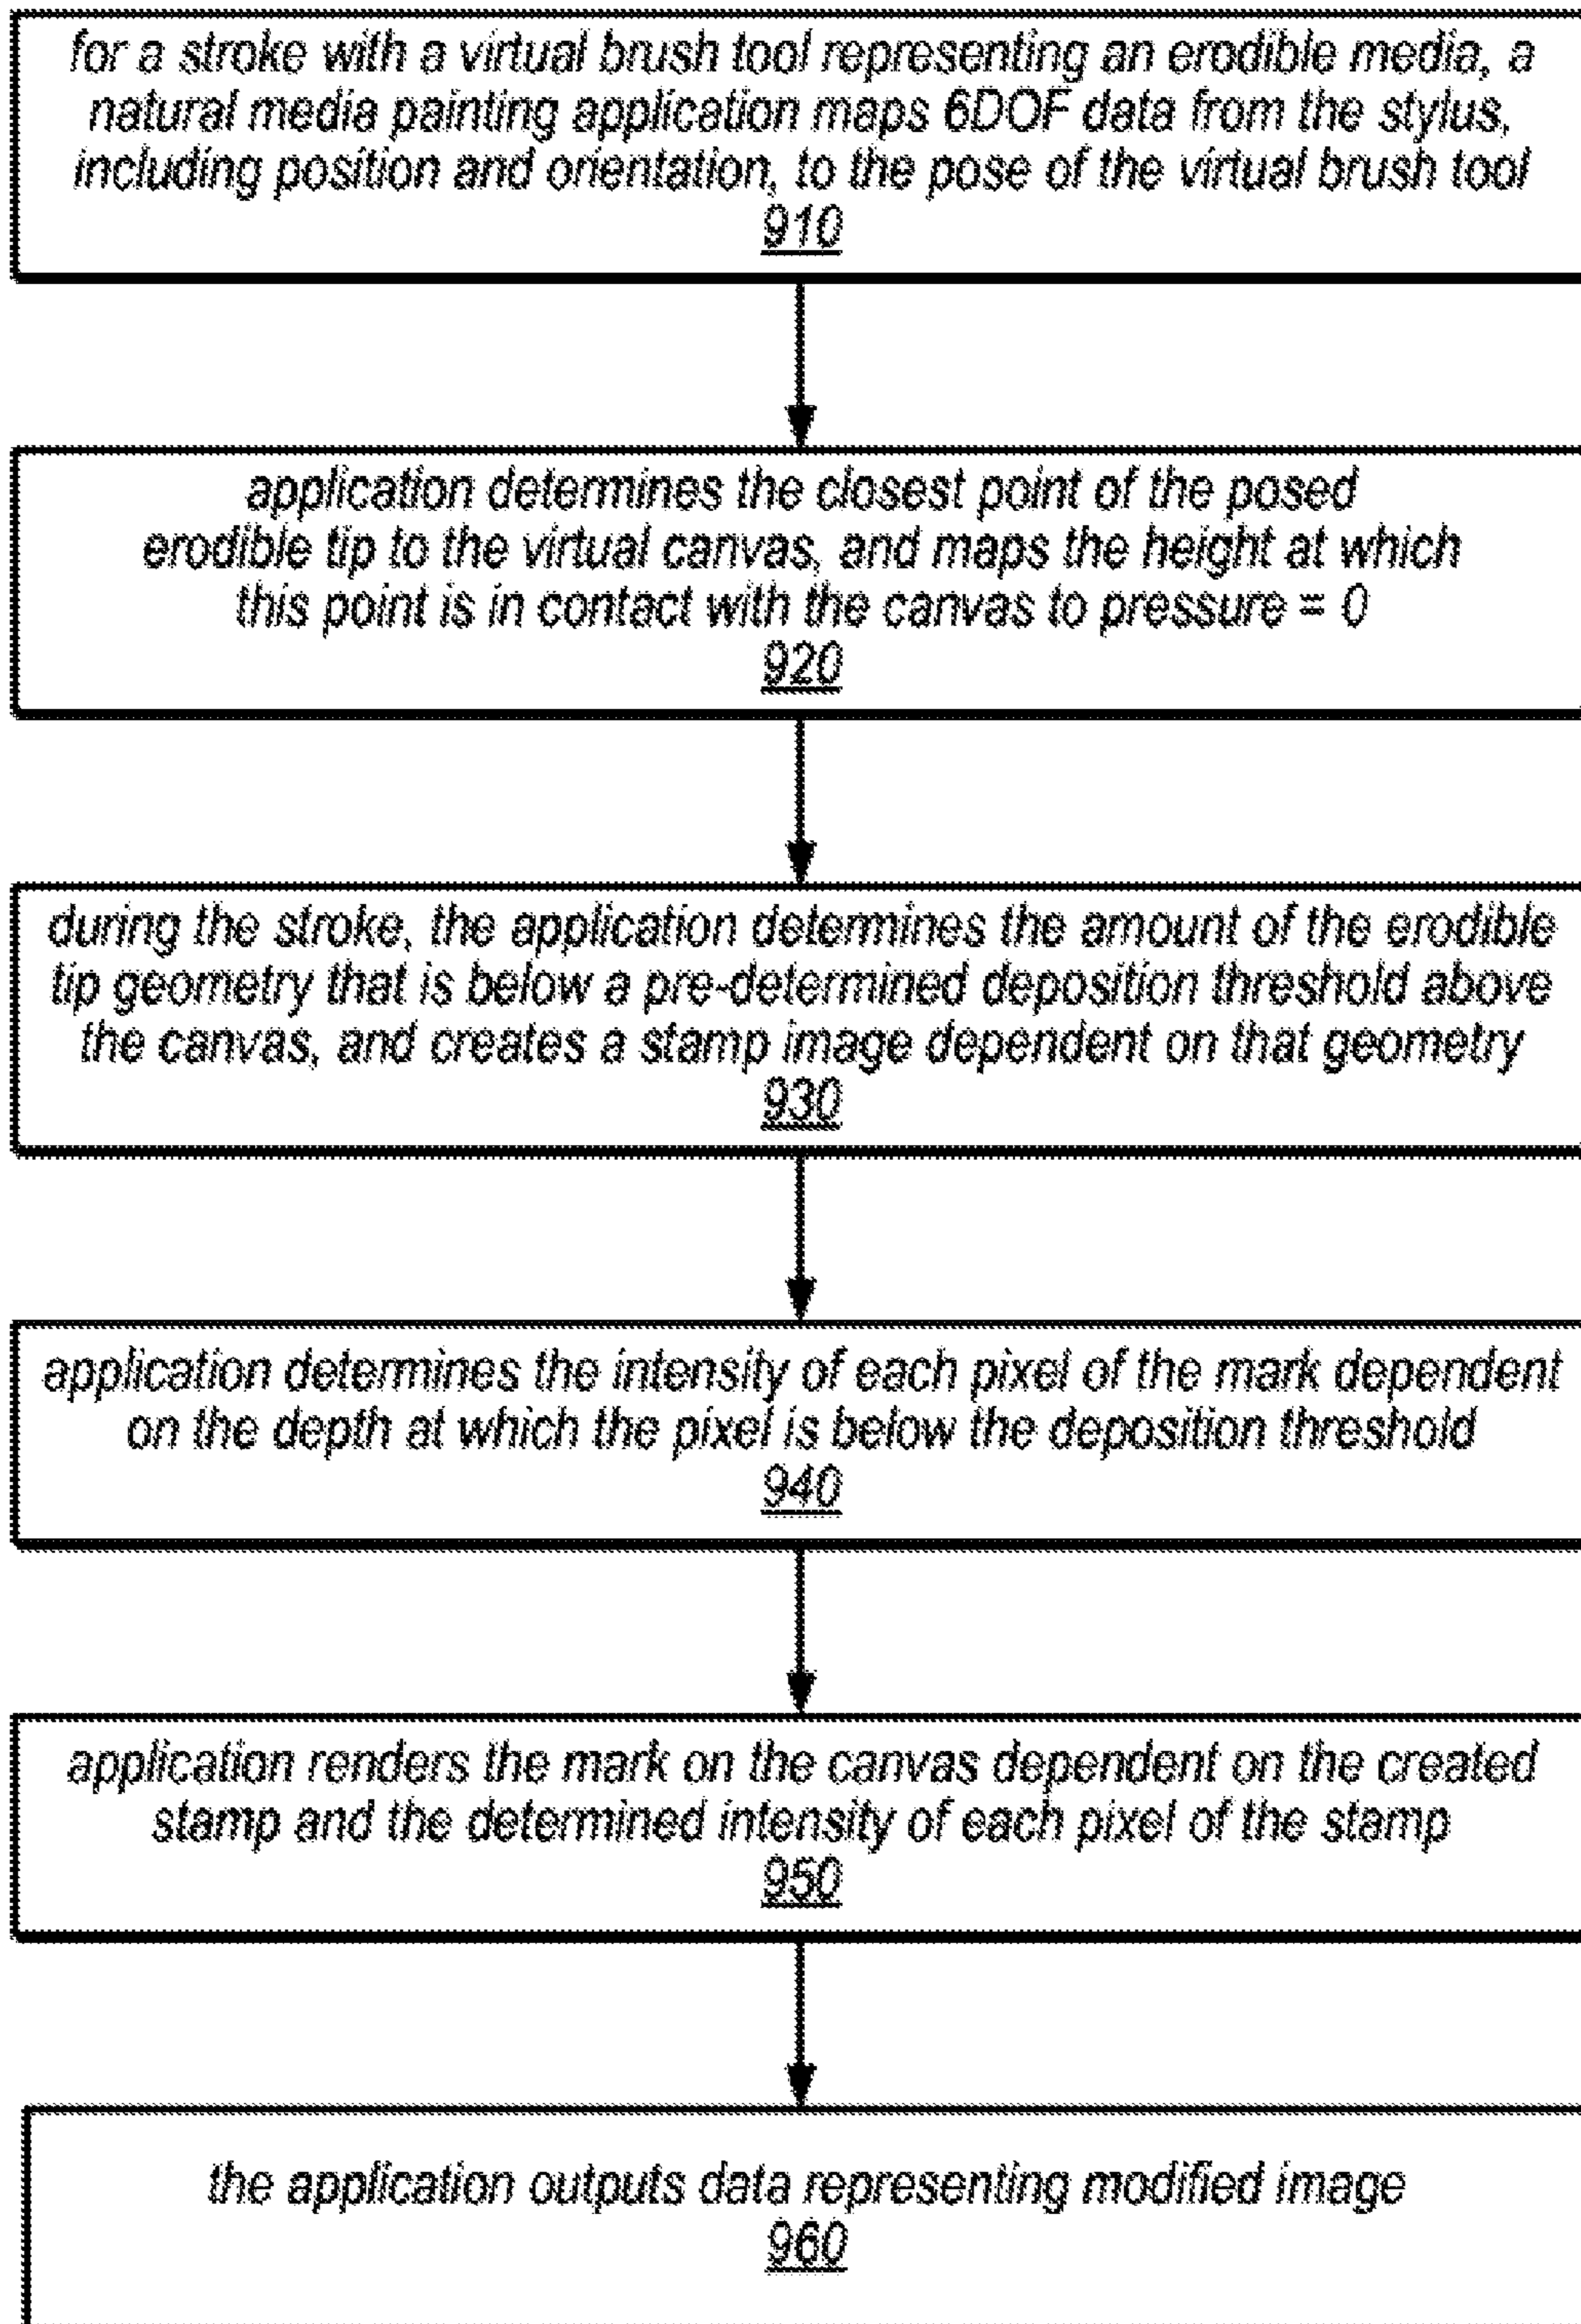 for a stroke with a virtual brush tool representing an erodible media, a
natural media painting application maps 6DOF data from the stylus,
including position and orientation, to the pose of the virtual brush tool
910
application determines the closest point of the posed
erodible tip to the virtual canvas, and maps the height at which
this point is in contact with the canvas to pressure = 0
920
during the stroke, the application determines the amount of the erodible
tip geometry that is below a pre-determined deposition threshold above
the canvas, and creates a stamp image dependent on that geometry
930
application determines the intensity of each pixel of the mark dependent
on the depth at which the pixel is below the deposition threshold
940
application renders the mark on the canvas dependent on the created
stamp and the determined intensity of each pixel of the stamp
950
the application outputs data representing modified image
960